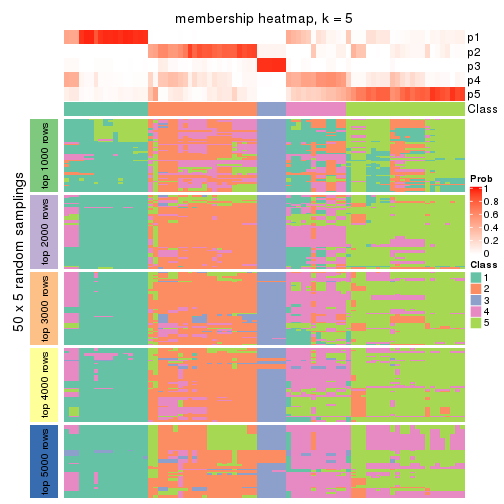 membership heatmap, k = 5
p1
p2
p3
p4
p5
Class
50 x 5 random samplings
top 1000 rows
top 2000 rows
top 3000 rows
top 4000 rows
top 5000 rows
Prob
1
0.8
0.6
0.4
0.2
0
Class
1
2
3
4
5